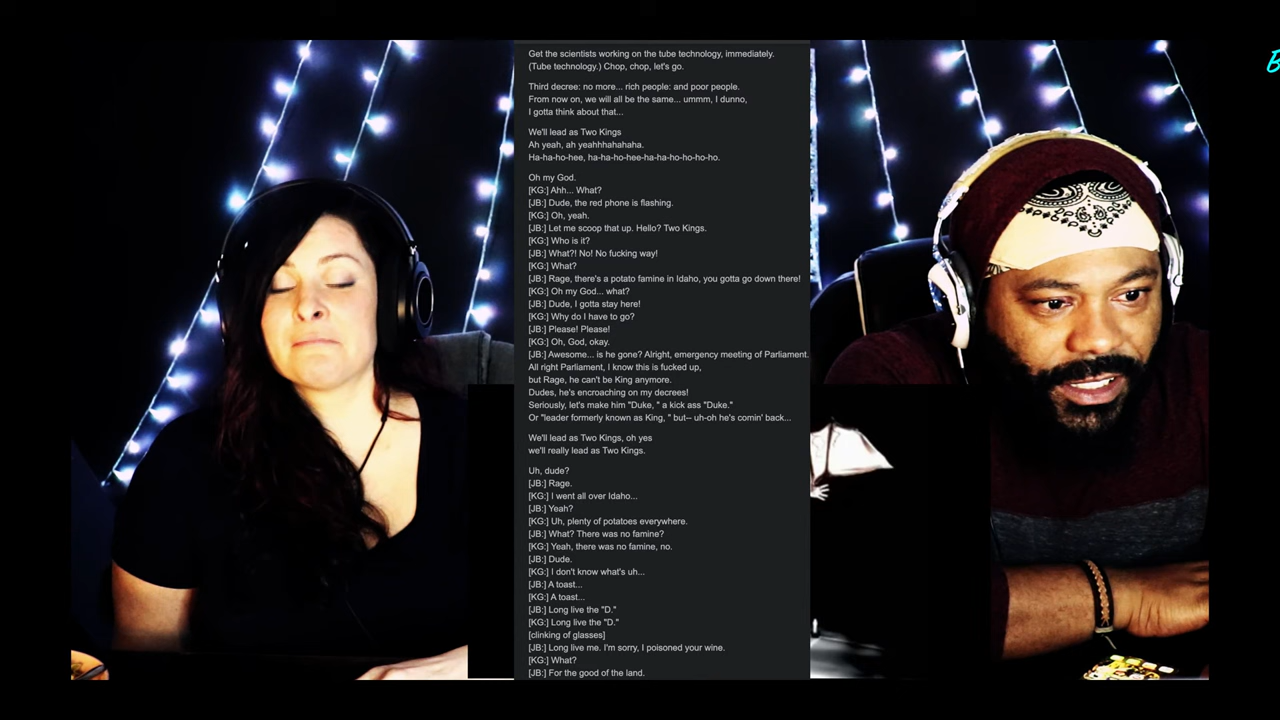 Get the scientists working on the tube technology, immediately.
(Tube technology.) Chop, chop, let's go.
Third decree: no more... rich people: and poor people.
From now on, we will all be the same... ummm, I dunno,
I gotta think about that...
We'll lead as Two Kings
Ah yeah, ah yeahhhahahaha.
Ha-ha-ho-hee, ha-ha-ho-hee-ha-ha-ho-ho-ho-ho.
Oh my God.
[KG:] Ahh... What?
[JB:] Dude, the red phone is flashing.
[KG:] Oh, yeah.
[JB:] Let me scoop that up. Hello? Two Kings.
[KG:] Who is it?
[JB:] What?! No! No fucking way!
[KG:] What?
[JB:] Rage, there's a potato famine in Idaho, you gotta go down there!
[KG:] Oh my God... what?
[JB:] Dude, I gotta stay here!
[KG:] Why do I have to go?
[JB:] Please! Please!
[KG:] Oh, God, okay.
[JB:] Awesome... is he gone? Alright, emergency meeting of Parliament.
All right Parliament, I know this is fucked up,
but Rage, he can't be King anymore.
Dudes, he's encroaching on my decrees!
Seriously, let's make him "Duke, " a kick ass "Duke."
Or "leader formerly known as King, " but-- uh-oh he's comin' back...
We'll lead as Two Kings, oh yes
we'll really lead as Two Kings.
Uh, dude?
[JB:] Rage.
[KG:] I went all over Idaho...
[JB:] Yeah?
[KG:] Uh, plenty of potatoes everywhere.
[JB:] What? There was no famine?
[KG:] Yeah, there was no famine, no.
[JB:] Dude.
[KG:] I don't know what's uh...
[JB:] A toast...
[KG:] A toast...
[JB:] Long live the "D."
[KG:] Long live the "D."
[clinking of glasses]
[JB:] Long live me. I'm sorry, I poisoned your wine.
[KG:] What?
[JB:] For the good of the land.